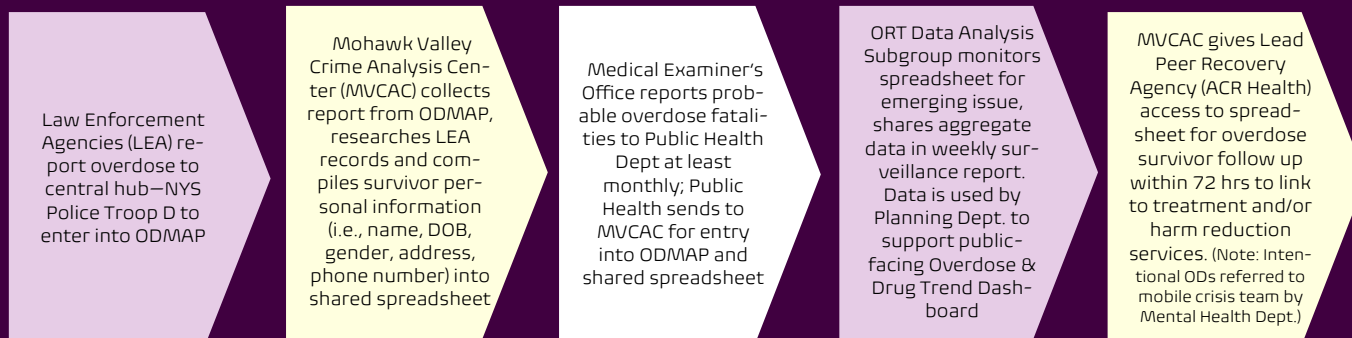 Law Enforcement
Agencies (LEA) re-
port overdose to
central hub—NYS
Police Troop D to
enter into ODMAP
Mohawk Valley
Crime Analysis Cen-
ter (MVCAC) collects
report from ODMAP,
researches LEA
records and com-
piles survivor per-
sonal information
(i.e., name, DOB,
gender, address,
phone number) into
shared spreadsheet
Medical Examiner's
Office reports prob-
able overdose fatali-
ties to Public Health
Dept at least
monthly; Public
Health sends to
MVCAC for entry
into ODMAP and
shared spreadsheet
ORT Data Analysis
Subgroup monitors
spreadsheet for
emerging issue,
shares aggregate
data in weekly sur-
veillance report.
Data is used by
Planning Dept. to
support public-
facing Overdose &
Drug Trend Dash-
board
MVCAC gives Lead
Peer Recovery
Agency (ACR Health)
access to spread-
sheet for overdose
survivor follow up
within 72 hrs to link
to treatment and/or
harm reduction
services. (Note: Inten-
tional ODs referred to
mobile crisis team by
Mental Health Dept.)